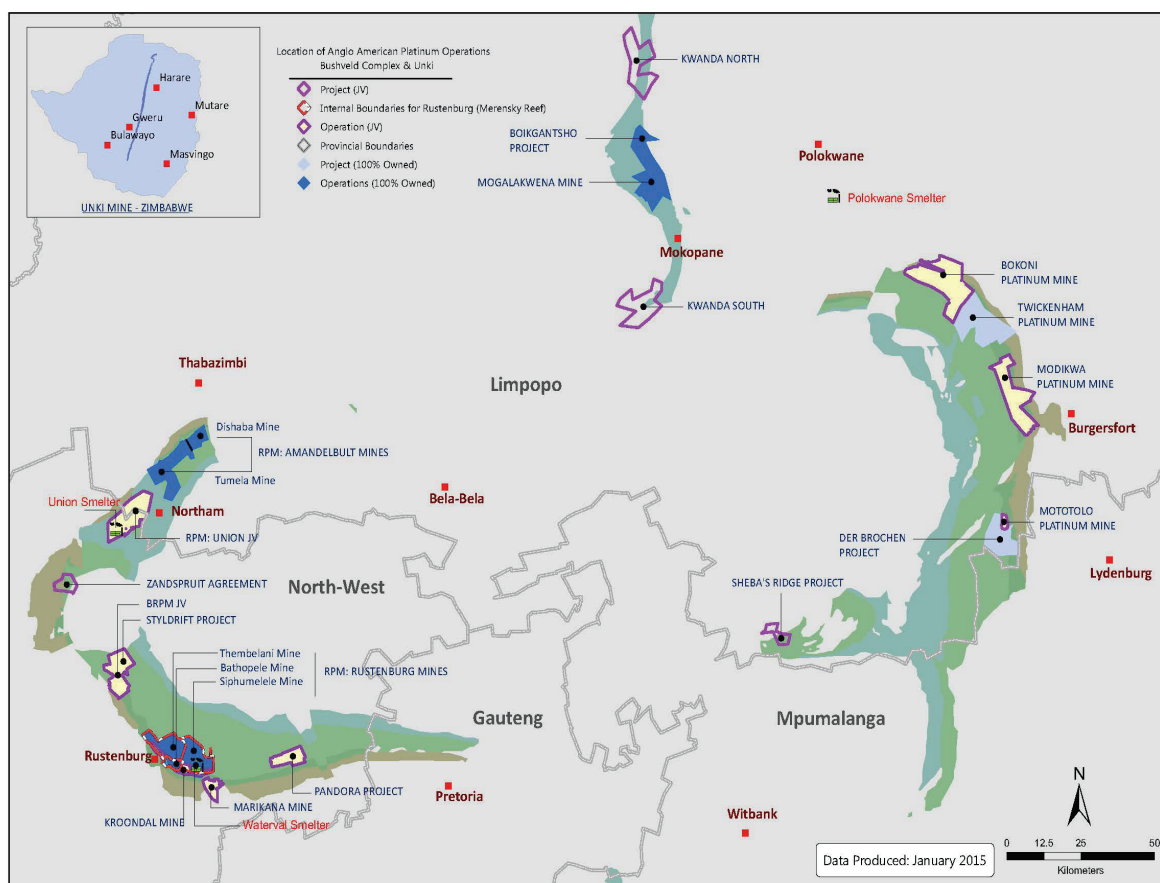 Harare
Mutare
Gweru
Bulawayo
Masvingo
UNKI MINE - ZIMBABWE
Location of Anglo American Platinum Operations
Bushveld Complex & Unki
Project (JV)
Internal Boundaries for Rustenburg (Merensky Reef)
Operation (JV)
Provincial Boundaries
Project (100% Owned)
Operations (100% Owned)
KWANDA NORTH
BOIKGANTSHO
PROJECT
MOGALAKWENA MINE
Polokwane
Polokwane Smelter
Mokopane
KWANDA SOUTH
BOKONI
PLATINUM MINE
TWICKENHAM
PLATINUM MINE
MODIKWA
PLATINUM MINE
Burgersfort
Thabazimbi
Limpopo
Dishaba Mine
RPM: AMANDELBULT MINES
Tumela Mine
Union Smelter
Northam
RPM: UNION JV
Bela-Bela
MOTOTOLO
PLATINUM MINE
DER BROCHEN
PROJECT
Lydenburg
ZANDSPRUIT AGREEMENT
North-West
SHEBA'S RIDGE PROJECT
BRPM JV
STYLDRIFT PROJECT
Thembelani Mine
Bathopele Mine
Siphumelele Mine
RPM: RUSTENBURG MINES
Gauteng
Mpumalanga
Rustenburg
PANDORA PROJECT
Pretoria
MARIKANA MINE
KROONDAL MINE
Waterval Smelter
Witbank
N
Data Produced: January 2015
0 12.5 25 50
Kilometers